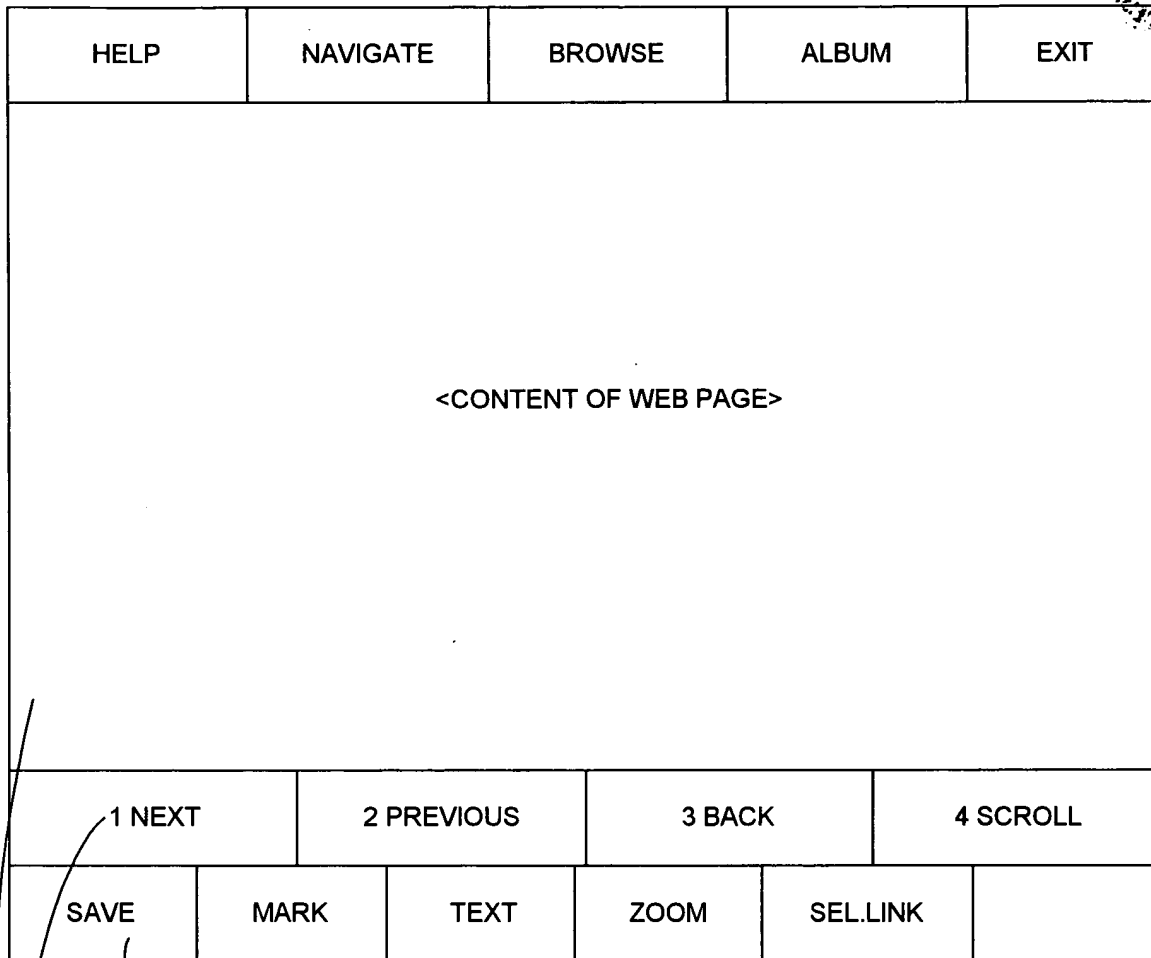 HELP NAVIGATE BROWSE ALBUM EXIT
<CONTENT OF WEB PAGE>
1 NEXT 2 PREVIOUS 3 BACK 4 SCROLL
SAVE MARK TEXT ZOOM SEL.LINK